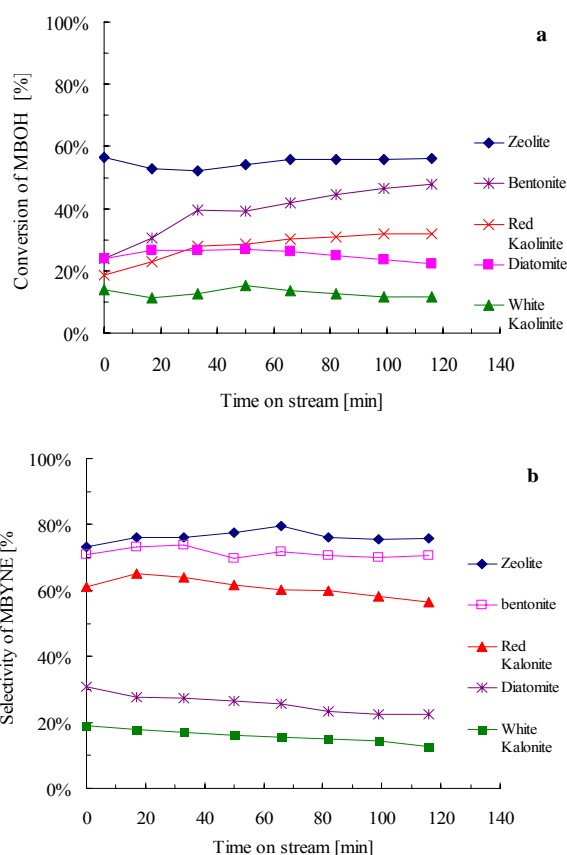 a
100%
80%
60%
40%
20%
0%
Conversion of MBOH [%]
0 20 40 60 80 100 120 140
Time on stream [min]
Zeolite
Bentonite
Red
Kaolinite
Diatomite
White
Kaolinite
b
100%
80%
60%
40%
20%
0%
Selectivity of MBYNE [%
0 20 40 60 80 100 120 140
Time on stream [min]
Zeolite
bentonite
Red
Kalonite
Diatomite
White
Kalonite